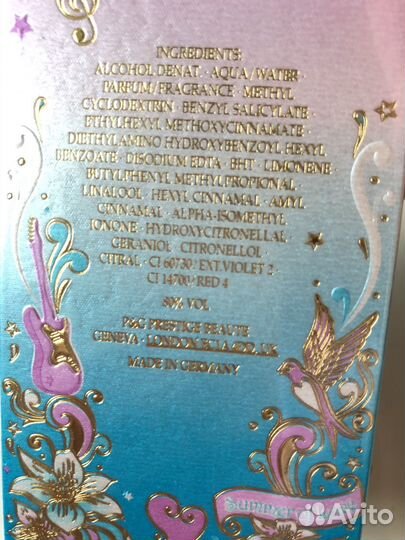 INGREDIENTS:
ALCOHOL DENAT. · AQUA/WATER ·
PARFUM/FRAGRANCE · METHYL
CYCLODEXTRIN · BENZYL SALICYLATE ·
ETHYLHEXYL METHOXYCINNAMATE ·
DIETHYLAMINO HYDROXYBENZOYL HEXYL
BENZOATE · DISODIUM EDTA · BHT · LIMONENE ·
BUTYLPHENYL METHYLPROPIONAL ·
LINALOOL · HEXYL CINNAMAL · AMYL
CINNAMAL · ALPHA-ISOMETHYL
IONONE · HYDROXYCITRONELLAL ·
GERANIOL · CITRONELLOL ·
CITRAL · CI 60730/EXT.VIOLET 2 ·
CI 14700/RED 4
80% VOL
P&G PRESTIGE BEAUTE
GENEVA · LONDON, UK
MADE IN GERMANY
Avito